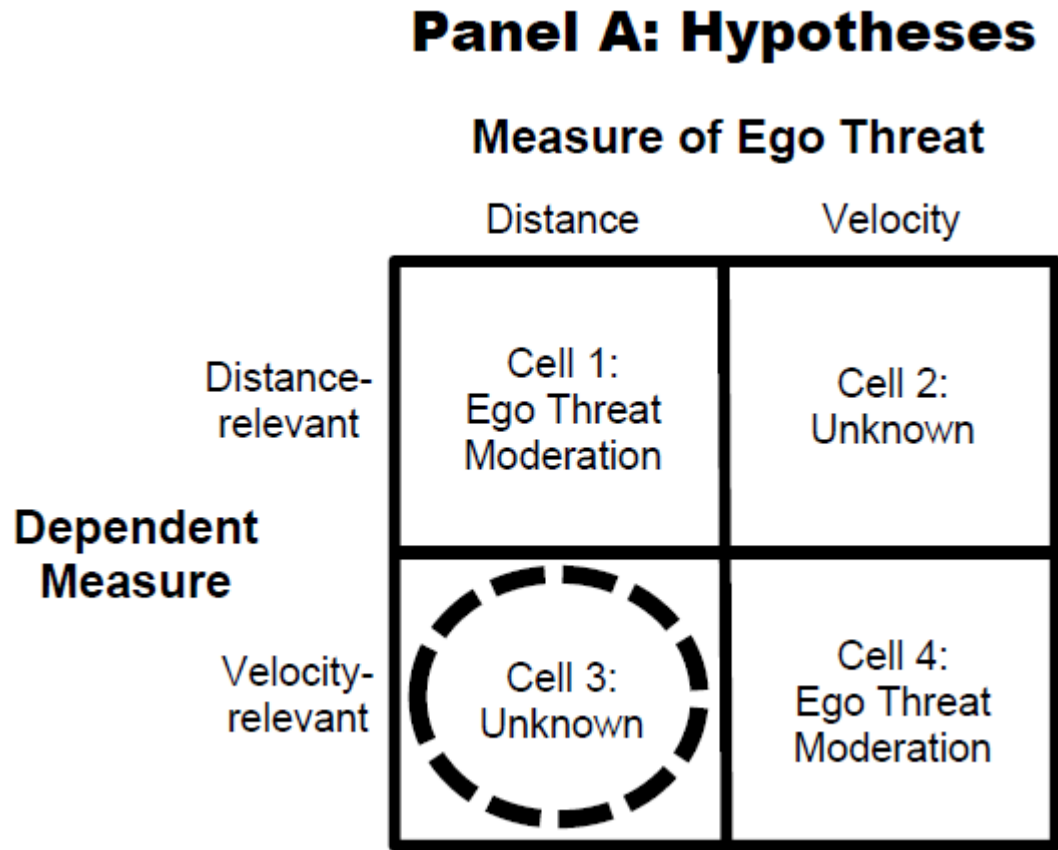 Panel A: Hypotheses
Measure of Ego Threat
Distance
Velocity
Distance-
relevant
Cell 1:
Ego Threat
Moderation
Cell 2:
Unknown
Dependent
Measure
Velocity-
relevant
Cell 3:
Unknown
Cell 4:
Ego Threat
Moderation